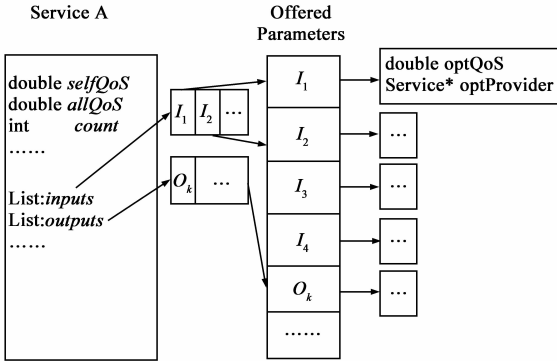 Service A
Offered
Parameters
double selfQoS
double allQoS
int count
……
List:inputs
List:outputs
……
I1 I2 ...
Ok ...
I1
I2
I3
I4
Ok
……
double optQoS
Service* optProvider
...
...
...
...